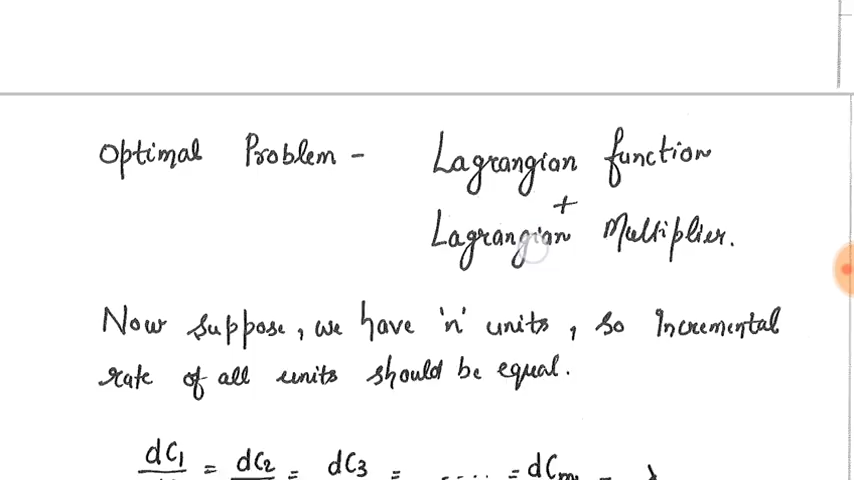 Optimal Problem - Lagrangian function
+
Lagrangian Multiplier.
Now suppose, we have 'n' units, so Incremental
rate of all units should be equal.
dC1 = dC2 = dC3 = ..... = dCm = λ